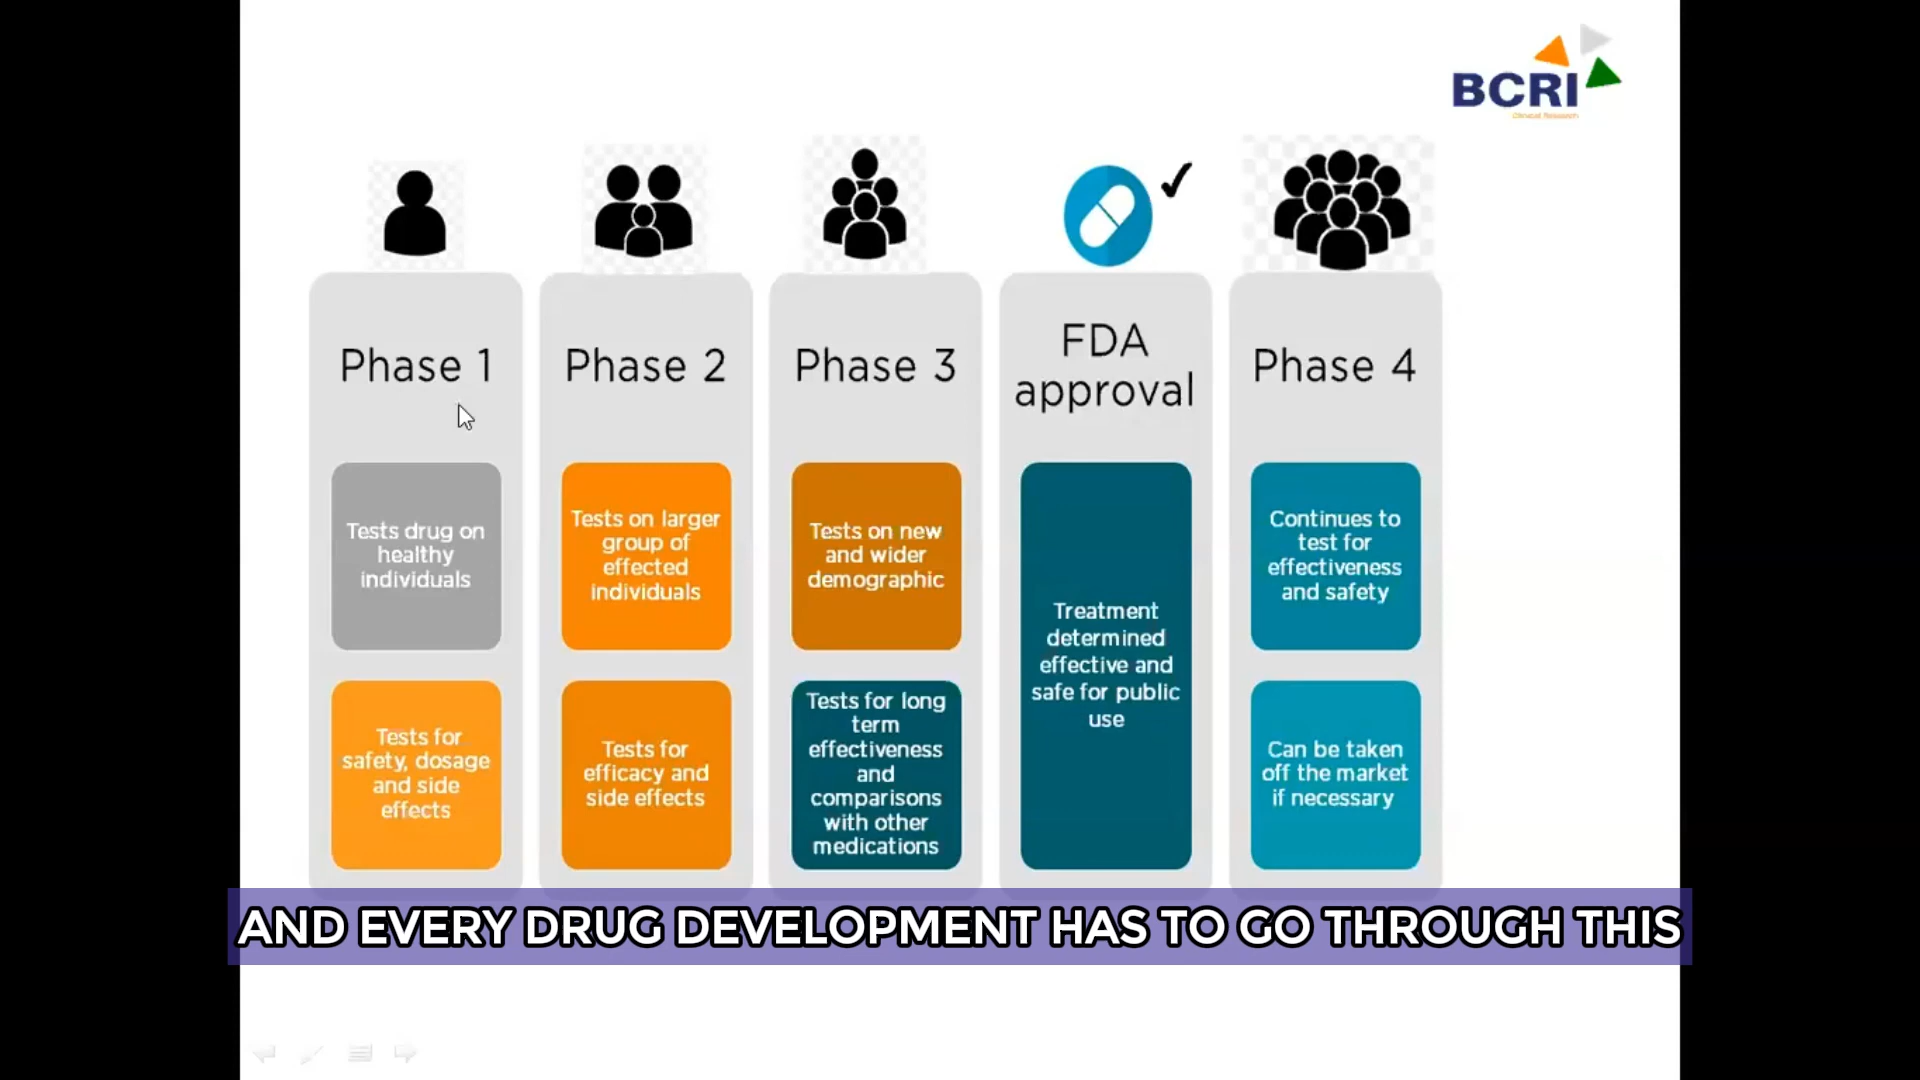 BCRI
Clinical Research
Phase 1
Tests drug on
healthy
individuals
Tests for
safety, dosage
and side
effects
Phase 2
Tests on larger
group of
effected
individuals
Tests for
efficacy and
side effects
Phase 3
Tests on new
and wider
demographic
Tests for long
term
effectiveness
and
comparisons
with other
medications
FDA
approval
Treatment
determined
effective and
safe for public
use
Phase 4
Continues to
test for
effectiveness
and safety
Can be taken
off the market
if necessary
AND EVERY DRUG DEVELOPMENT HAS TO GO THROUGH THIS